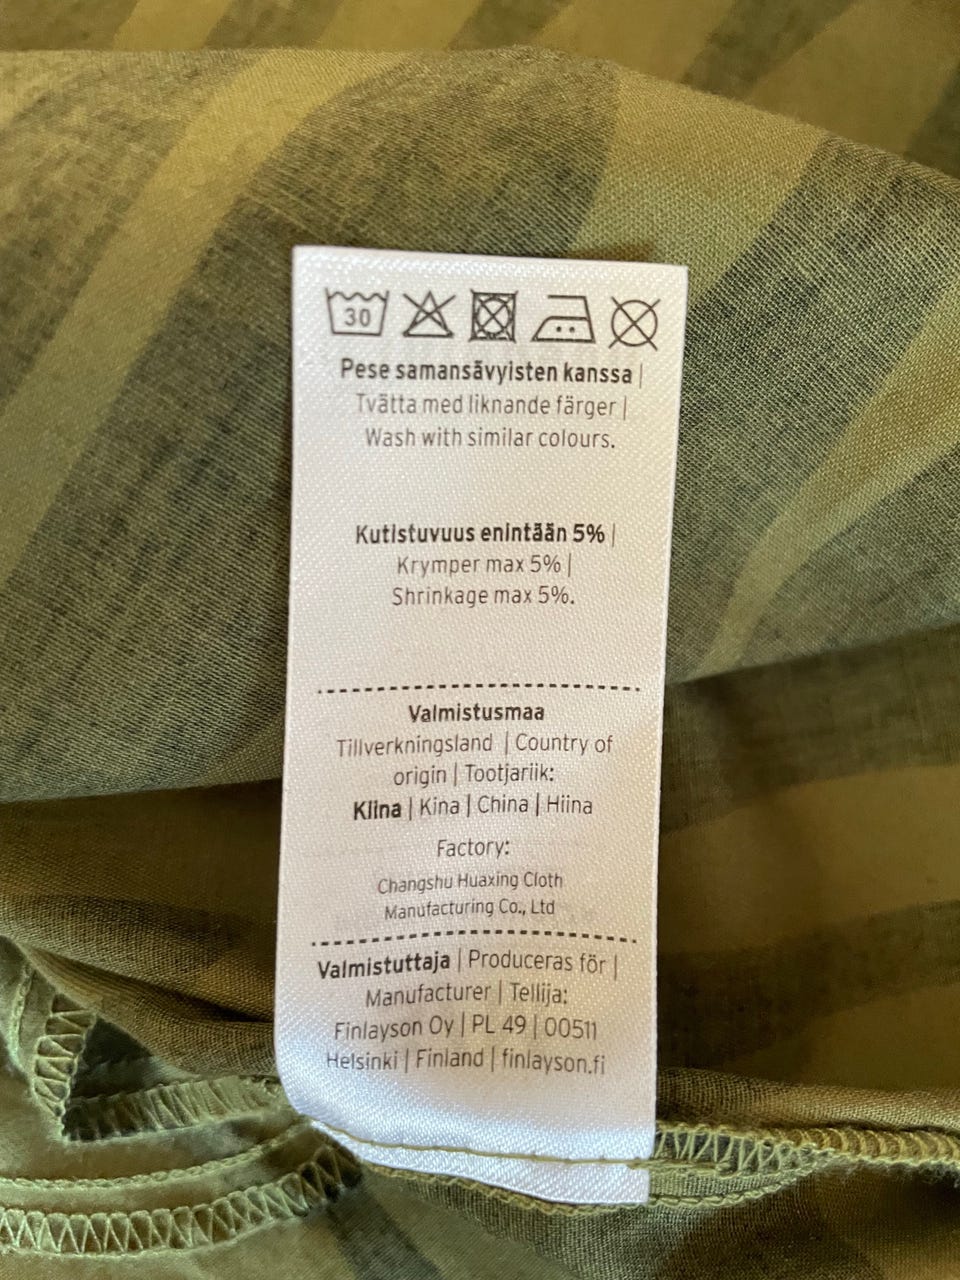 30
Pese samansävyisten kanssa |
Tvätta med liknande färger |
Wash with similar colours.
Kutistuvuus enintään 5% |
Krymper max 5% |
Shrinkage max 5%.
Valmistusmaa
Tillverkningsland | Country of
origin | Tootjariik:
Kiina | Kina | China | Hiina
Factory:
Changshu Huaxing Cloth
Manufacturing Co., Ltd
Valmistuttaja | Produceras för |
Manufacturer | Tellija:
Finlayson Oy | PL 49 | 00511
Helsinki | Finland | finlayson.fi